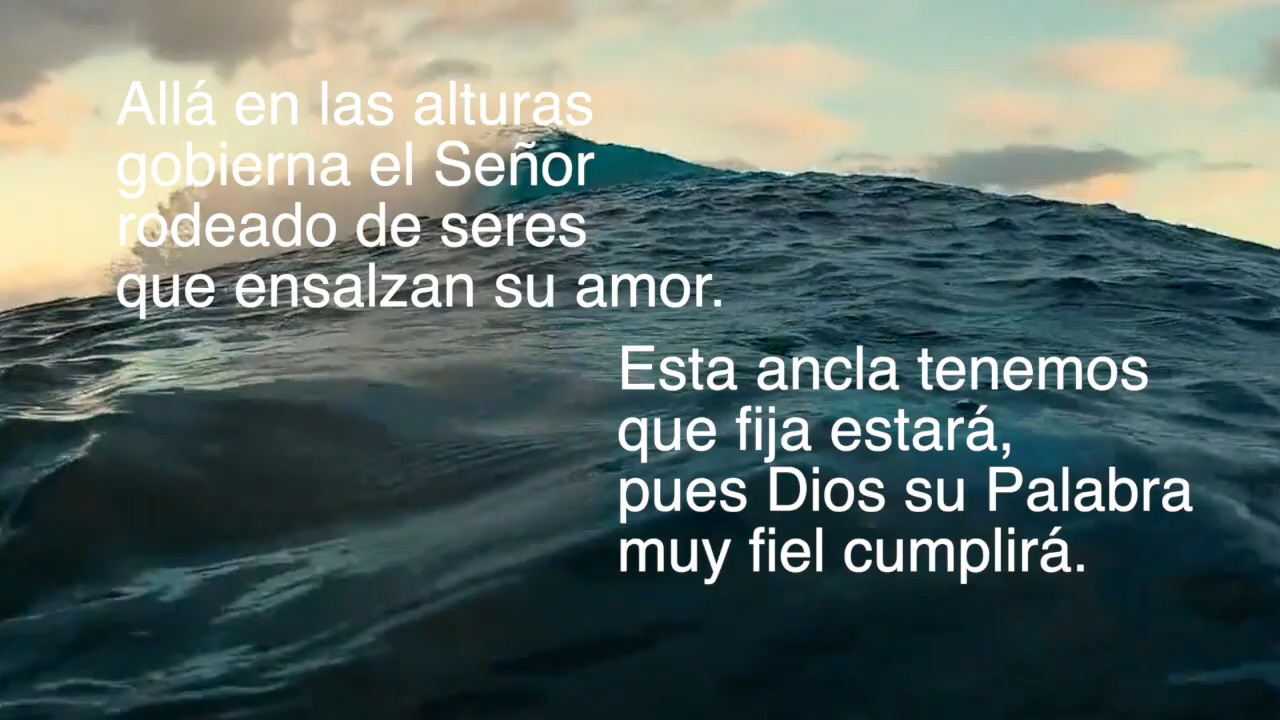 Allá en las alturas
gobierna el Señor
rodeado de seres
que ensalzan su amor.
Esta ancla tenemos
que fija estará,
pues Dios su Palabra
muy fiel cumplirá.